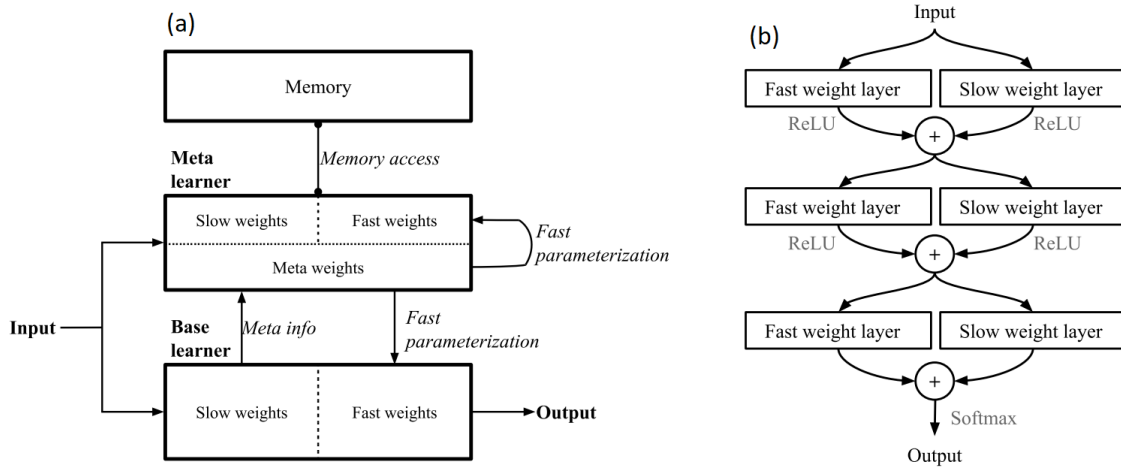 (a)
Memory
Memory access
Meta
learner
Slow weights
Fast weights
Meta weights
Fast
parameterization
Input
Meta info
Fast
parameterization
Base
learner
Slow weights
Fast weights
Output
(b)
Input
Fast weight layer
Slow weight layer
ReLU
+
ReLU
Fast weight layer
Slow weight layer
ReLU
+
ReLU
Fast weight layer
Slow weight layer
+
Softmax
Output